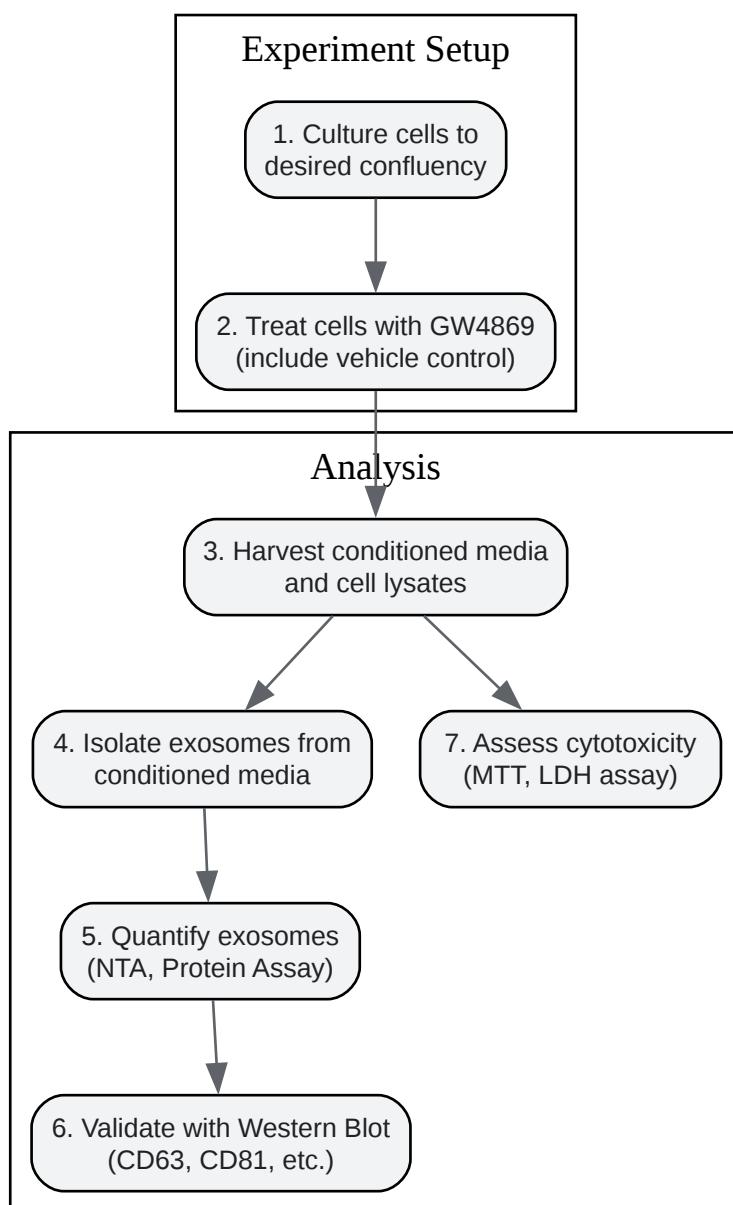 Experiment Setup
1. Culture cells to
desired confluency
2. Treat cells with GW4869
(include vehicle control)
Analysis
3. Harvest conditioned media
and cell lysates
4. Isolate exosomes from
conditioned media
7. Assess cytotoxicity
(MTT, LDH assay)
5. Quantify exosomes
(NTA, Protein Assay)
6. Validate with Western Blot
(CD63, CD81, etc.)